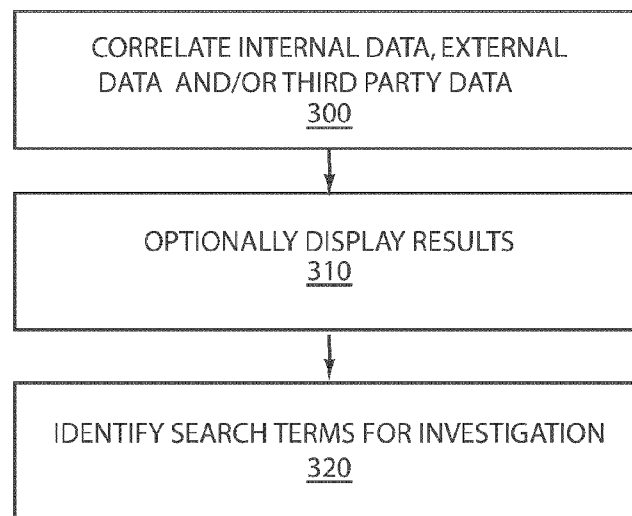 CORRELATE INTERNAL DATA, EXTERNAL
DATA AND/OR THIRD PARTY DATA
300
OPTIONALLY DISPLAY RESULTS
310
IDENTIFY SEARCH TERMS FOR INVESTIGATION
320